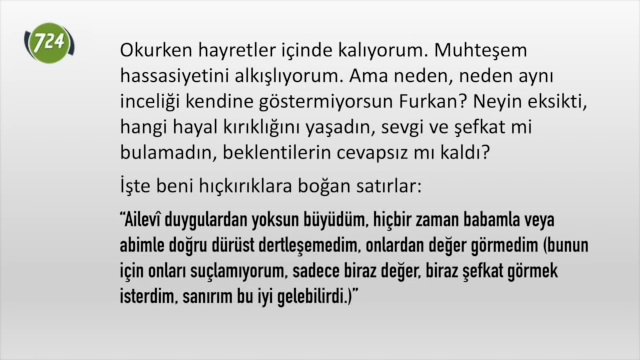 724
Okurken hayretler içinde kalıyorum. Muhteşem
hassasiyetini alkışlıyorum. Ama neden, neden aynı
inceliği kendine göstermiyorsun Furkan? Neyin eksikti,
hangi hayal kırıklığını yaşadın, sevgi ve şefkat mi
bulamadın, beklentilerin cevapsız mı kaldı?
İşte beni hıçkırıklara boğan satırlar:
“Ailevî duygulardan yoksun büyüdüm, hiçbir zaman babamla veya
abimle doğru dürüst dertleşemedim, onlardan değer görmedim (bunun
için onları suçlamıyorum, sadece biraz değer, biraz şefkat görmek
isterdim, sanırım bu iyi gelebilirdi.)”